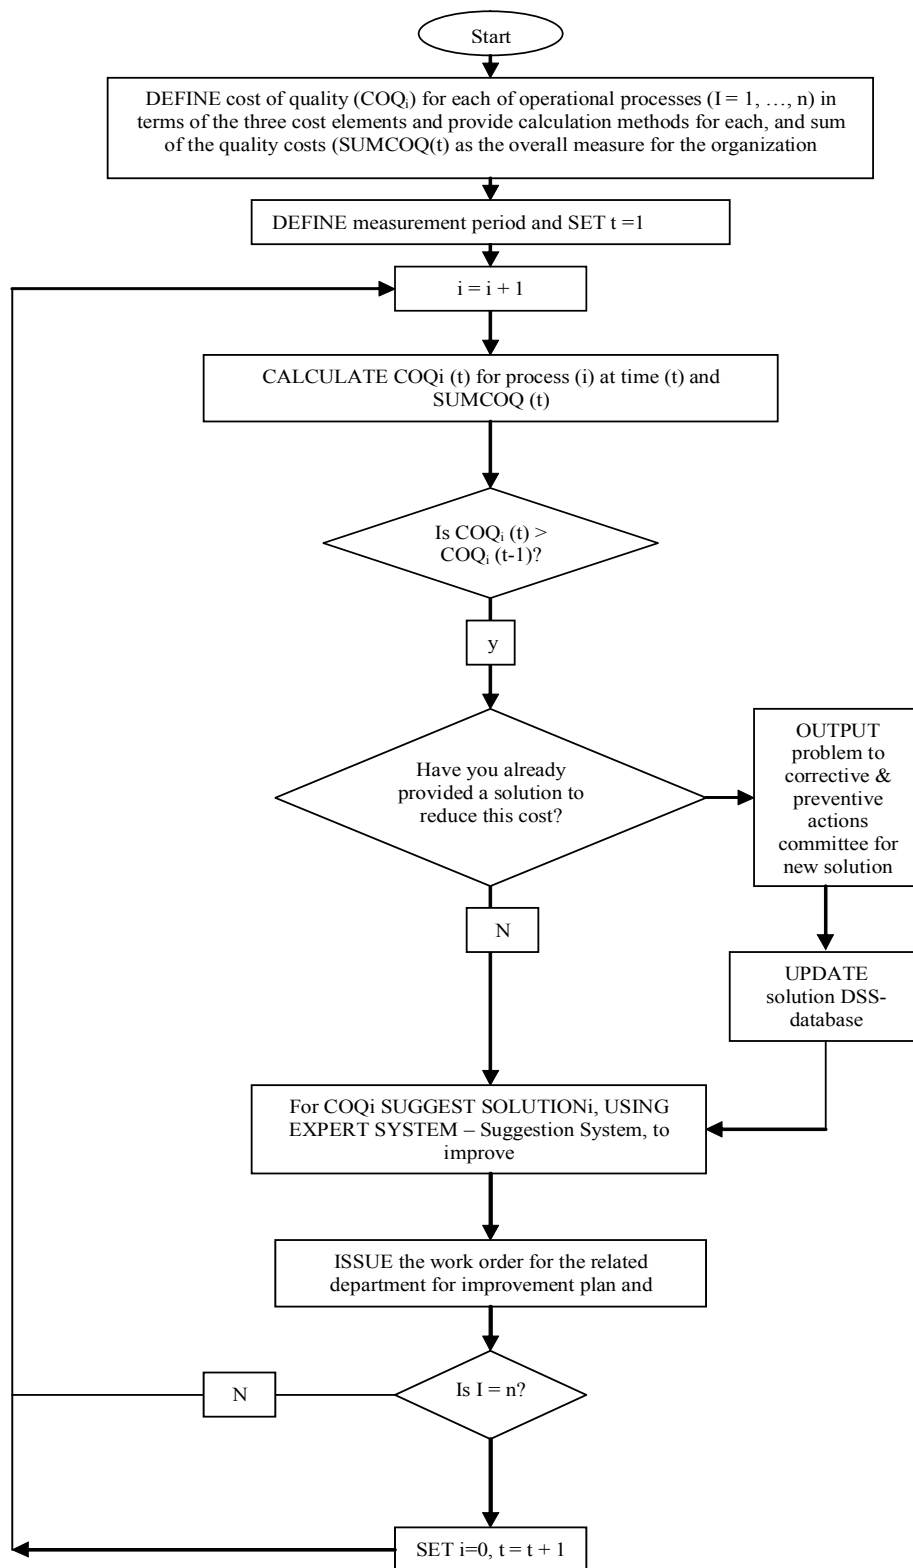 Start
DEFINE cost of quality (COQi) for each of operational processes (I = 1, …, n) in
terms of the three cost elements and provide calculation methods for each, and sum
of the quality costs (SUMCOQ(t) as the overall measure for the organization
DEFINE measurement period and SET t =1
i = i + 1
CALCULATE COQi (t) for process (i) at time (t) and
SUMCOQ (t)
Is COQi (t) >
COQi (t-1)?
y
Have you already
provided a solution to
reduce this cost?
OUTPUT
problem to
corrective &
preventive
actions
committee for
new solution
N
UPDATE
solution DSS-
database
For COQi SUGGEST SOLUTIONi, USING
EXPERT SYSTEM – Suggestion System, to
improve
ISSUE the work order for the related
department for improvement plan and
Is I = n?
N
SET i=0, t = t + 1